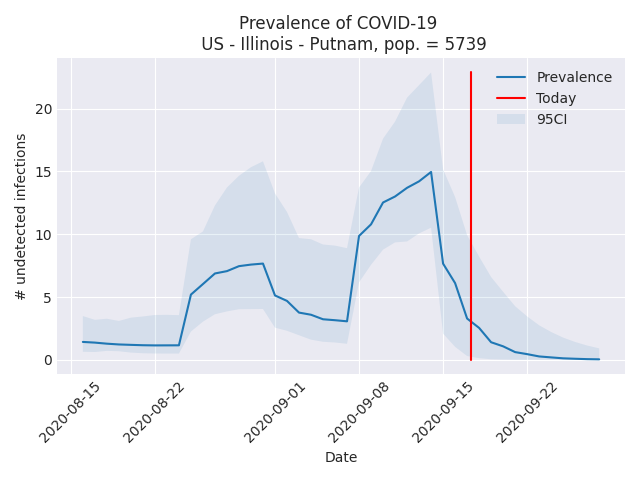 Prevalence of COVID-19
US - Illinois - Putnam, pop. = 5739
# undetected infections
20
15
10
5
0
Prevalence
Today
95CI
2020-08-15
2020-08-22
2020-09-01
2020-09-08
2020-09-15
2020-09-22
Date